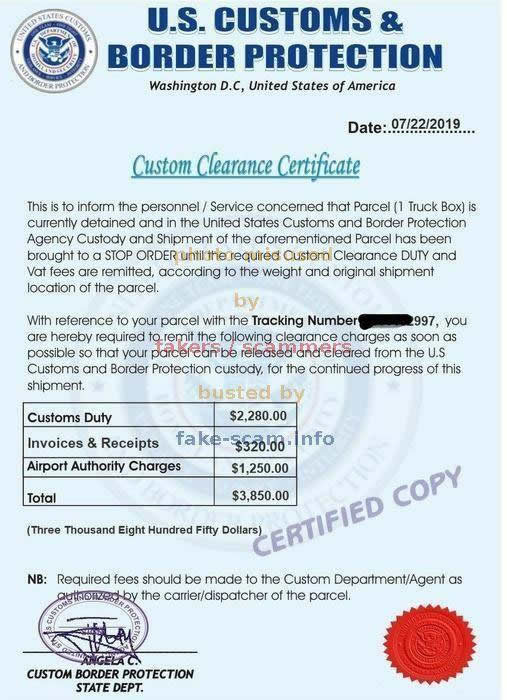 U.S. CUSTOMS &
BORDER PROTECTION
Washington D.C, United States of America
Date:.07/22/2019....
Custom Clearance Certificate
This is to inform the personnel / Service concerned that Parcel (1 Truck Box) is
currently detained and in the United States Customs and Border Protection
Agency Custody and Shipment of the aforementioned Parcel has been
brought to a STOP ORDER until the required custom Clearance DUTY and
Vat fees are remitted, according to the weight and original shipment
location of the parcel.
photo misused
by
With reference to your parcel with the Tracking Number 2997, you
are hereby required to remit the following clearance charges as soon as
fakers / scammers
possible so that your parcel can be released and cleared from the U.S
Customs and Border Protection custody, for the continued progress of this
shipment.
busted by
Customs Duty $2,280.00
Invoices & Receipts $320.00
fake-scam.info
Airport Authority Charges $1,250.00
Total $3,850.00
(Three Thousand Eight Hundred Fifty Dollars)
CERTIFIED COPY
NB: Required fees should be made to the Custom Department/Agent as
authorized by the carrier/dispatcher of the parcel.
ANGELA C.
CUSTOM BORDER PROTECTION
STATE DEPT.